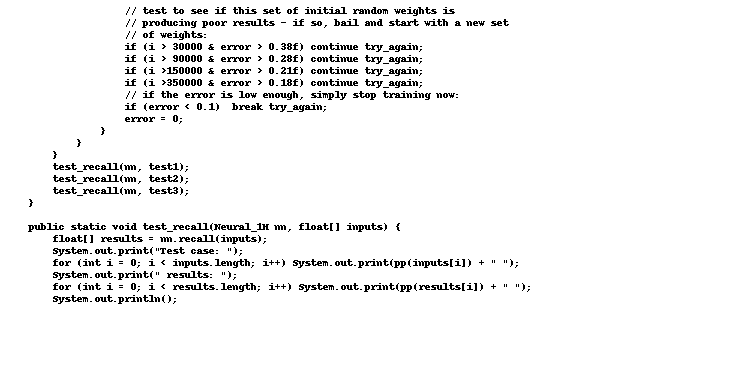 // test to see if this set of initial random weights is
// producing poor results - if so, bail and start with a new set
// of weights:
if (i > 30000 & error > 0.38f) continue try_again;
if (i > 90000 & error > 0.28f) continue try_again;
if (i >150000 & error > 0.21f) continue try_again;
if (i >350000 & error > 0.18f) continue try_again;
// if the error is low enough, simply stop training now:
if (error < 0.1)  break try_again;
error = 0;
}
}
}
test_recall(nn, test1);
test_recall(nn, test2);
test_recall(nn, test3);
}
public static void test_recall(Neural_1H nn, float[] inputs) {
float[] results = nn.recall(inputs);
System.out.print("Test case: ");
for (int i = 0; i < inputs.length; i++) System.out.print(pp(inputs[i]) + " ");
System.out.print(" results: ");
for (int i = 0; i < results.length; i++) System.out.print(pp(results[i]) + " ");
System.out.println();